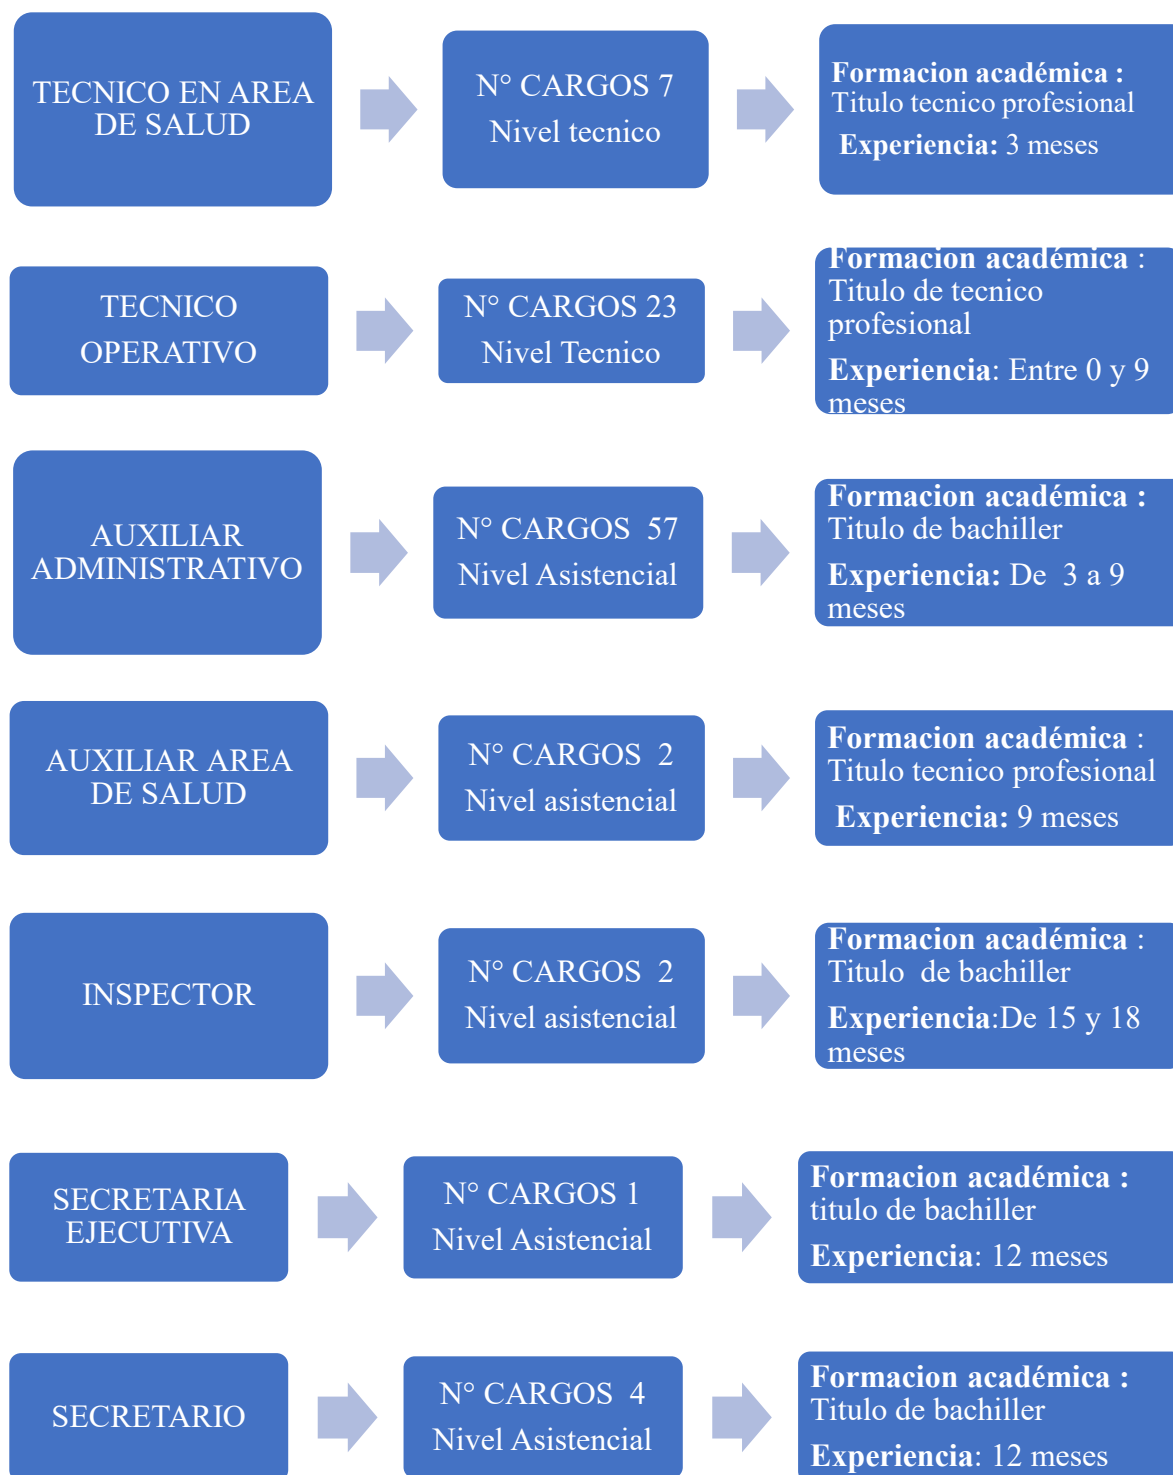 TECNICO EN AREA
DE SALUD
N° CARGOS 7
Nivel tecnico
Formacion académica :
Titulo tecnico profesional
Experiencia: 3 meses
TECNICO
OPERATIVO
N° CARGOS 23
Nivel Tecnico
Formacion académica :
Titulo de tecnico
profesional
Experiencia: Entre 0 y 9
meses
AUXILIAR
ADMINISTRATIVO
N° CARGOS 57
Nivel Asistencial
Formacion académica :
Titulo de bachiller
Experiencia: De 3 a 9
meses
AUXILIAR AREA
DE SALUD
N° CARGOS 2
Nivel asistencial
Formacion académica :
Titulo tecnico profesional
Experiencia: 9 meses
INSPECTOR
N° CARGOS 2
Nivel asistencial
Formacion académica :
Titulo de bachiller
Experiencia:De 15 y 18
meses
SECRETARIA
EJECUTIVA
N° CARGOS 1
Nivel Asistencial
Formacion académica :
titulo de bachiller
Experiencia: 12 meses
SECRETARIO
N° CARGOS 4
Nivel Asistencial
Formacion académica :
Titulo de bachiller
Experiencia: 12 meses